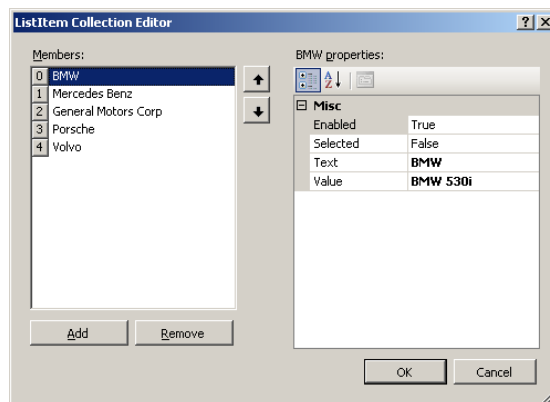 ListItem Collection Editor
Members:
0 BMW
1 Mercedes Benz
2 General Motors Corp
3 Porsche
4 Volvo
Add Remove
BMW properties:
Misc
Enabled True
Selected False
Text BMW
Value BMW 530i
OK Cancel